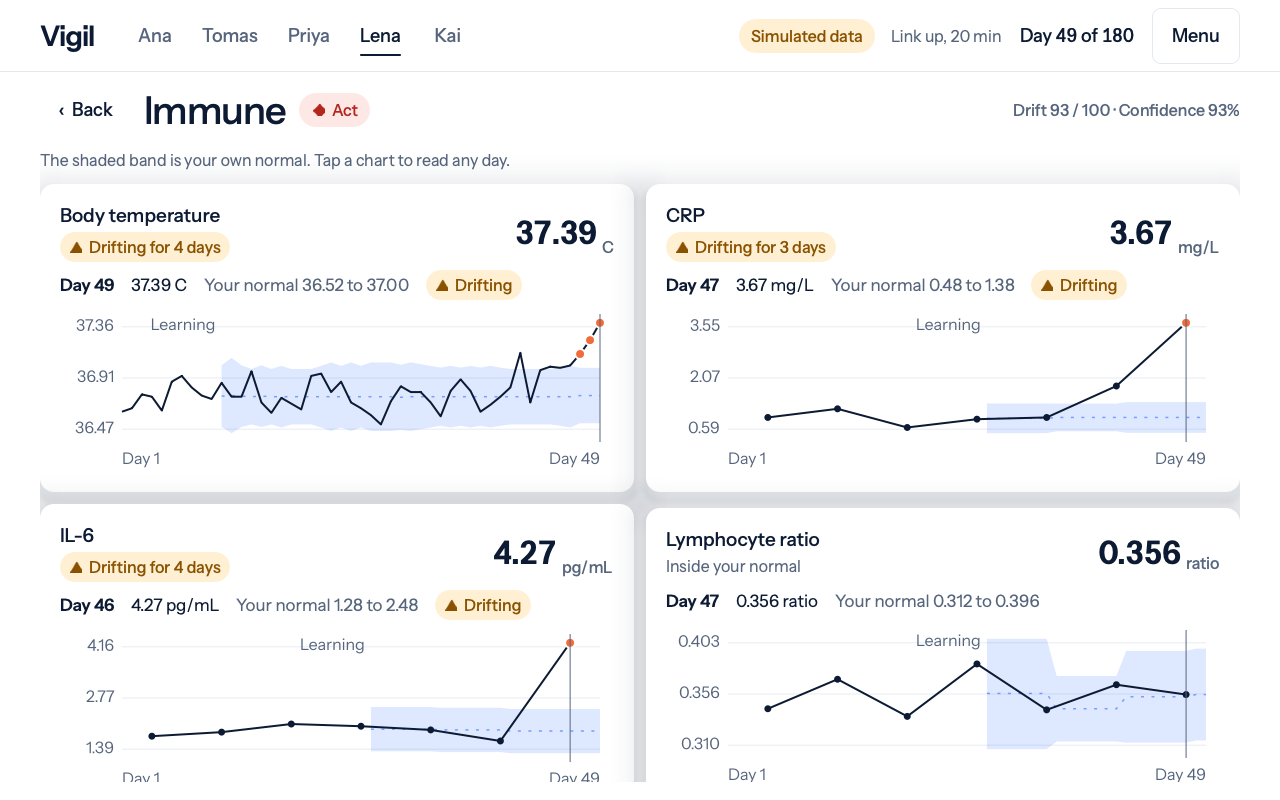 Vigil Ana Tomas Priya Lena Kai Simulated data Link up, 20 min Day 49 of 180 Menu
‹ Back Immune Act Drift 93 / 100 · Confidence 93%
The shaded band is your own normal. Tap a chart to read any day.
Body temperature
Drifting for 4 days
37.39 C
Day 49 37.39 C Your normal 36.52 to 37.00 Drifting
Learning
37.36
36.91
36.47
Day 1 Day 49
CRP
Drifting for 3 days
3.67 mg/L
Day 47 3.67 mg/L Your normal 0.48 to 1.38 Drifting
Learning
3.55
2.07
0.59
Day 1 Day 49
IL-6
Drifting for 4 days
4.27 pg/mL
Day 46 4.27 pg/mL Your normal 1.28 to 2.48 Drifting
Learning
4.16
2.77
1.39
Day 1 Day 49
Lymphocyte ratio
Inside your normal
0.356 ratio
Day 47 0.356 ratio Your normal 0.312 to 0.396
Learning
0.403
0.356
0.310
Day 1 Day 49